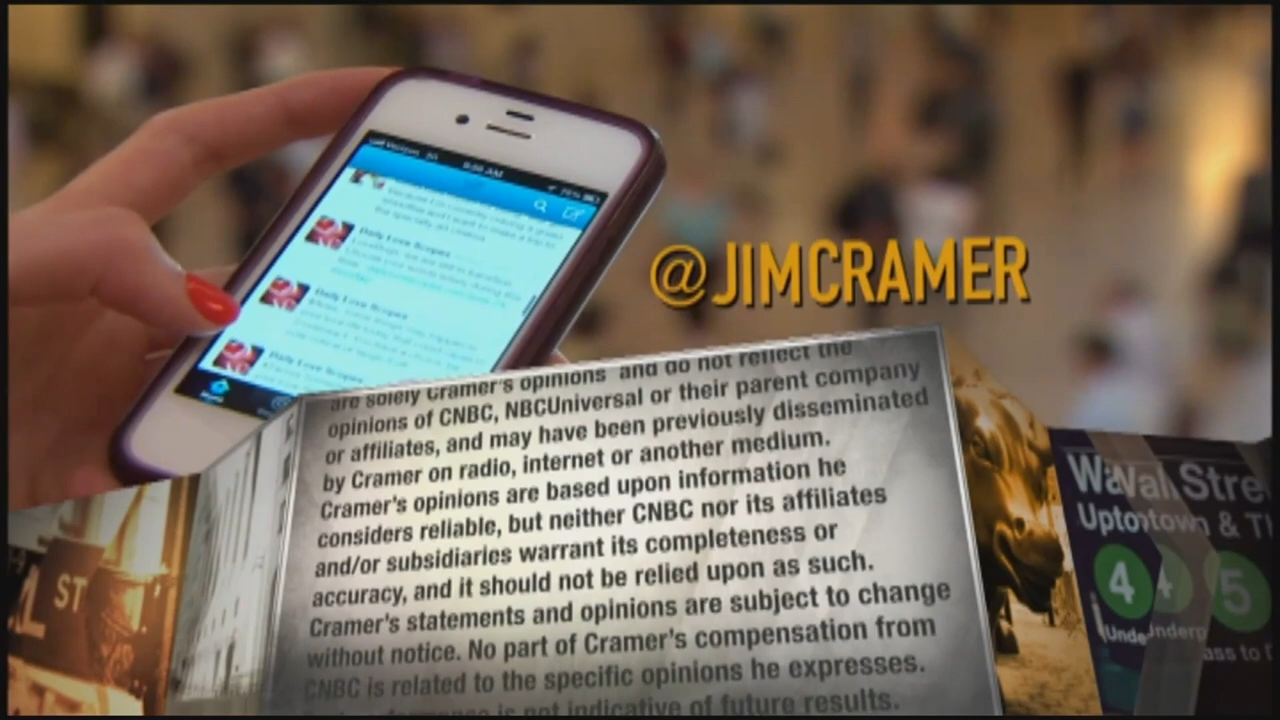 @JIMCRAMER
Daily Love Scopes
Daily Love Scopes
Daily Love Scopes
are solely Cramer's opinions and do not reflect the
opinions of CNBC, NBCUniversal or their parent company
or affiliates, and may have been previously disseminated
by Cramer on radio, internet or another medium.
Cramer's opinions are based upon information he
considers reliable, but neither CNBC nor its affiliates
and/or subsidiaries warrant its completeness or
accuracy, and it should not be relied upon as such.
Cramer's statements and opinions are subject to change
without notice. No part of Cramer's compensation from
CNBC is related to the specific opinions he expresses.
is not indicative of future results.
ST
Wall Stre
Uptown & Th
4 5